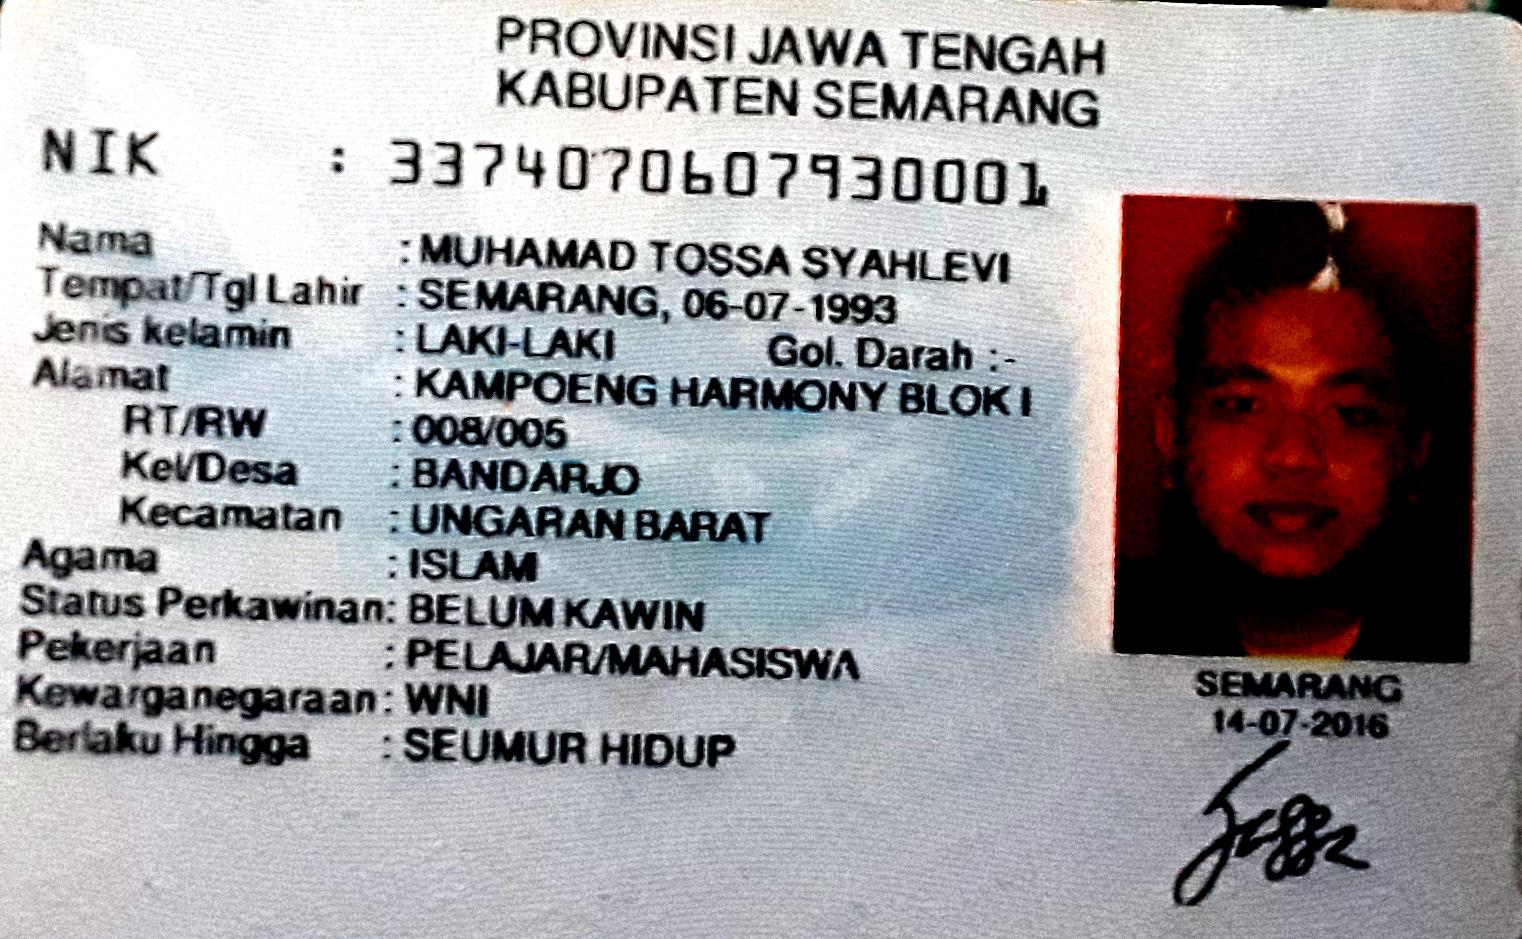 PROVINSI JAWA TENGAH
KABUPATEN SEMARANG
NIK : 3374070607930001
Nama : MUHAMAD TOSSA SYAHLEVI
Tempat/Tgl Lahir : SEMARANG, 06-07-1993
Jenis kelamin : LAKI-LAKI Gol. Darah :-
Alamat : KAMPOENG HARMONY BLOK I
RT/RW : 008/005
Kel/Desa : BANDARJO
Kecamatan : UNGARAN BARAT
Agama : ISLAM
Status Perkawinan: BELUM KAWIN
Pekerjaan : PELAJAR/MAHASISWA
Kewarganegaraan: WNI
Berlaku Hingga : SEUMUR HIDUP
SEMARANG
14-07-2016